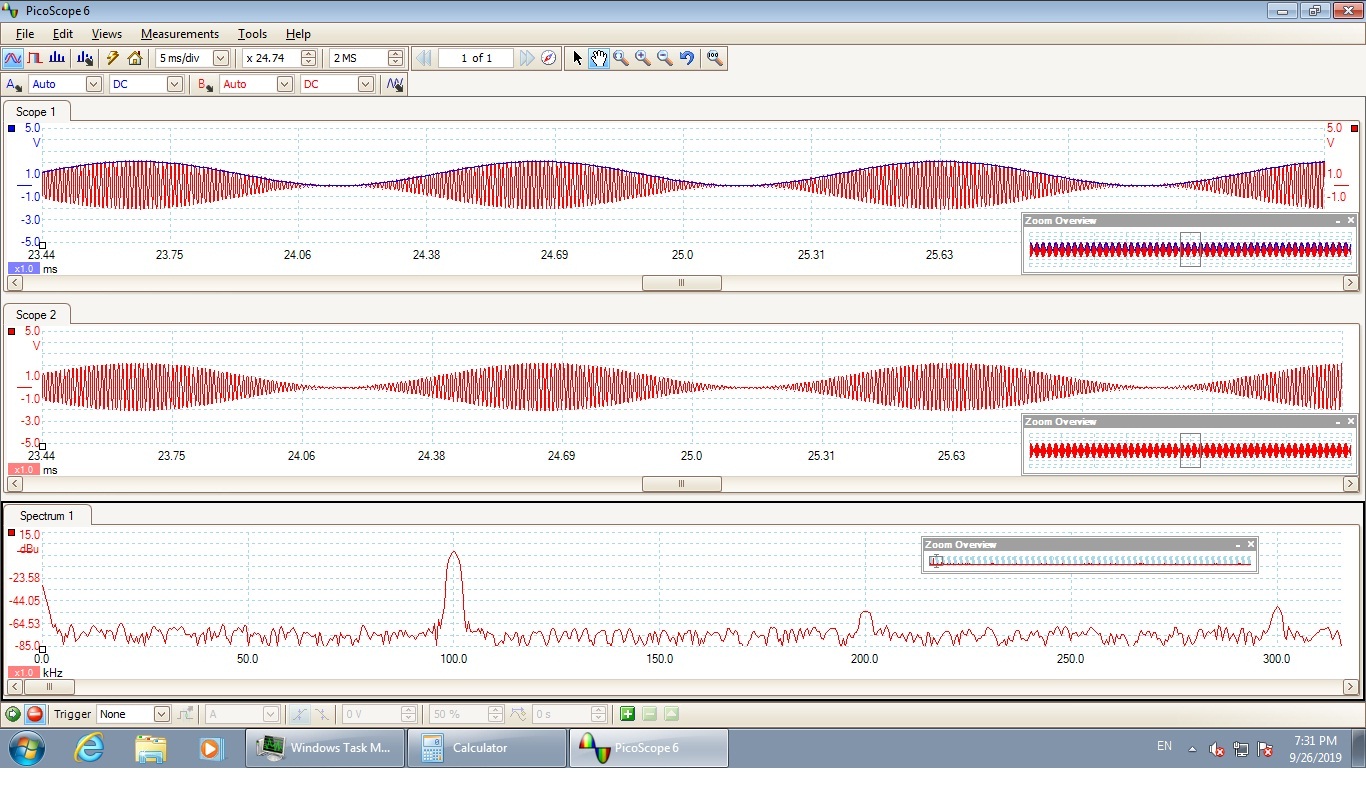 PicoScope 6
File Edit Views Measurements Tools Help
5 ms/div x 24.74 2 MS 1 of 1
A Auto DC B Auto DC
Scope 1
5.0 5.0
V V
1.0 1.0
-1.0 -1.0
-3.0
-5.0
Zoom Overview
23.44 23.75 24.06 24.38 24.69 25.0 25.31 25.63
x1.0 ms
Scope 2
5.0
V
1.0
-1.0
-3.0
-5.0
Zoom Overview
23.44 23.75 24.06 24.38 24.69 25.0 25.31 25.63
x1.0 ms
Spectrum 1
15.0
dBu
Zoom Overview
-23.58
-44.05
-64.53
-85.0
0.0 50.0 100.0 150.0 200.0 250.0 300.0
x1.0 kHz
Trigger None A 0 V 50 % 0 s
Windows Task M... Calculator PicoScope 6 EN 7:31 PM
9/26/2019